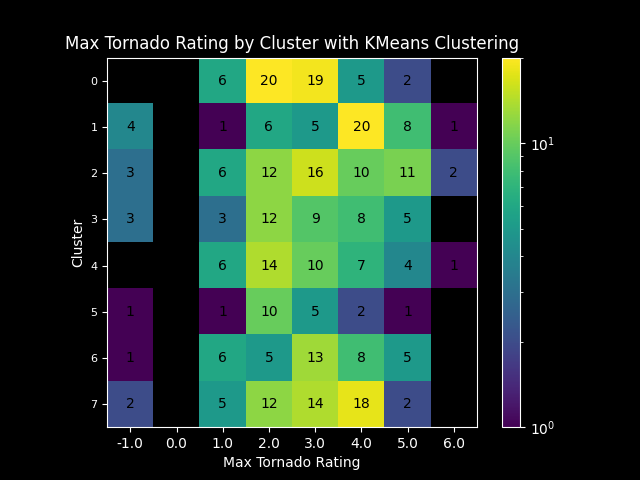 Max Tornado Rating by Cluster with KMeans Clustering
0 6 20 19 5 2
1 4 1 6 5 20 8 1
2 3 6 12 16 10 11 2
3 3 3 12 9 8 5
4 6 14 10 7 4 1
5 1 1 10 5 2 1
6 1 6 5 13 8 5
7 2 5 12 14 18 2
-1.0 0.0 1.0 2.0 3.0 4.0 5.0 6.0
Max Tornado Rating
Cluster
10¹
10⁰